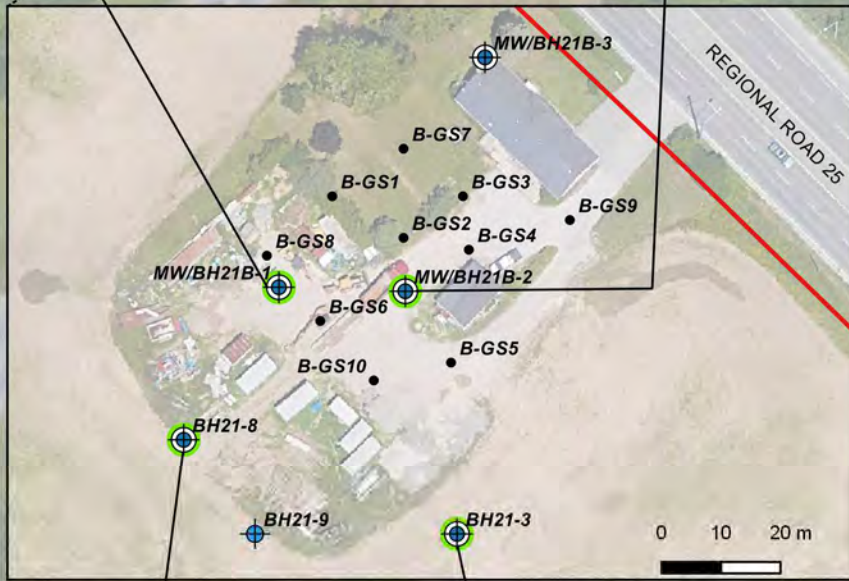 MW/BH21B-3
REGIONAL ROAD 25
B-GS7
B-GS1
B-GS3
B-GS9
B-GS2
B-GS4
B-GS8
MW/BH21B-1
MW/BH21B-2
B-GS6
B-GS5
B-GS10
BH21-8
BH21-9
BH21-3
0 10 20 m